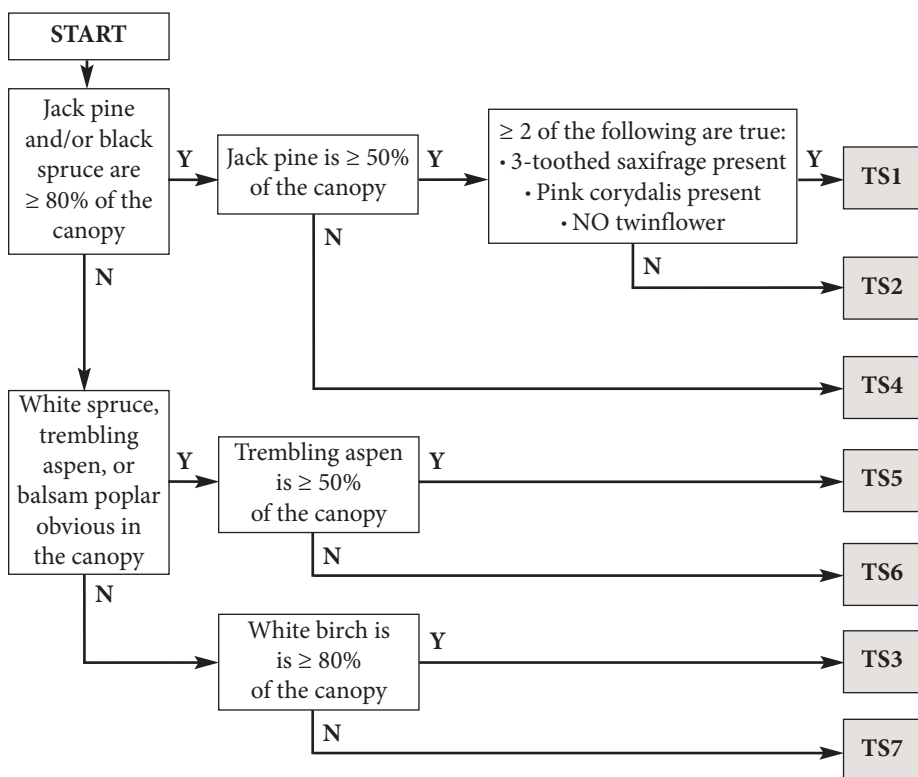 START
Jack pine
and/or black
spruce are
≥ 80% of the
canopy
Y
Jack pine is ≥ 50%
of the canopy
Y
≥ 2 of the following are true:
· 3-toothed saxifrage present
· Pink corydalis present
· NO twinflower
Y
TS1
N
TS2
N
TS4
N
White spruce,
trembling
aspen, or
balsam poplar
obvious in
the canopy
Y
Trembling aspen
is ≥ 50%
of the canopy
Y
TS5
N
TS6
N
White birch is
is ≥ 80%
of the canopy
Y
TS3
N
TS7